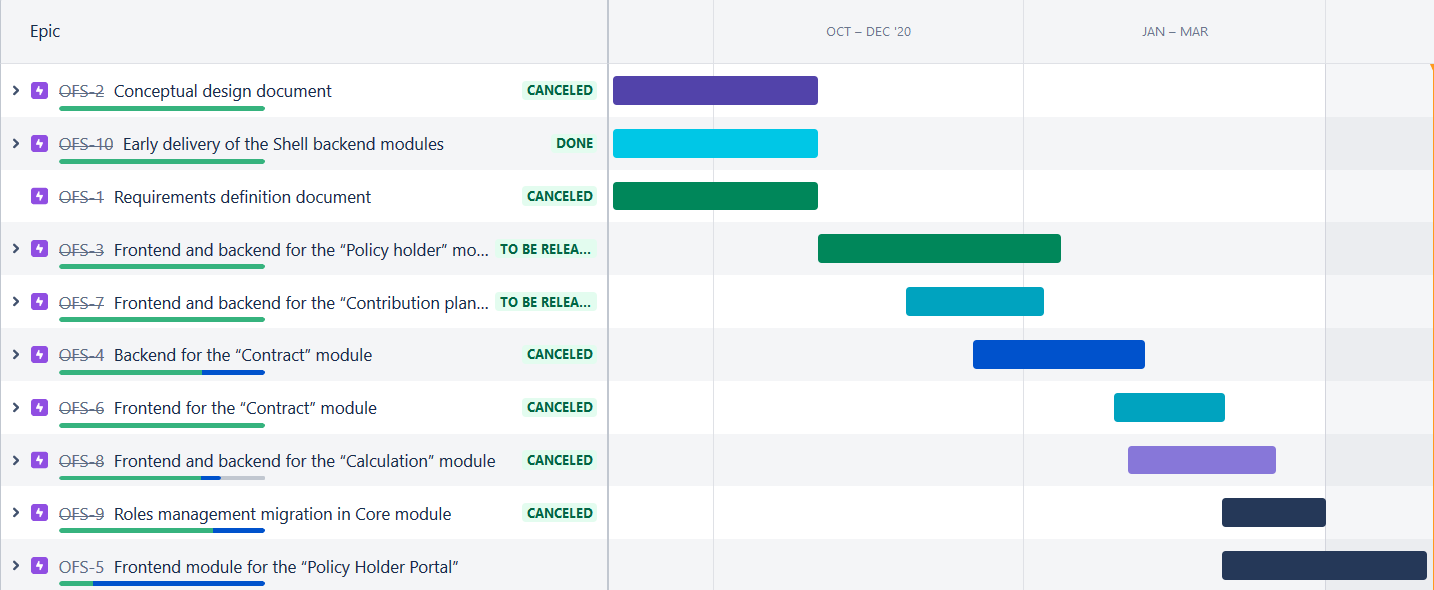 Epic
OCT – DEC '20
JAN – MAR
OFS-2 Conceptual design document CANCELED
OFS-10 Early delivery of the Shell backend modules DONE
OFS-1 Requirements definition document CANCELED
OFS-3 Frontend and backend for the “Policy holder” mo... TO BE RELEA...
OFS-7 Frontend and backend for the “Contribution plan... TO BE RELEA...
OFS-4 Backend for the “Contract” module CANCELED
OFS-6 Frontend for the “Contract” module CANCELED
OFS-8 Frontend and backend for the “Calculation” module CANCELED
OFS-9 Roles management migration in Core module CANCELED
OFS-5 Frontend module for the “Policy Holder Portal”